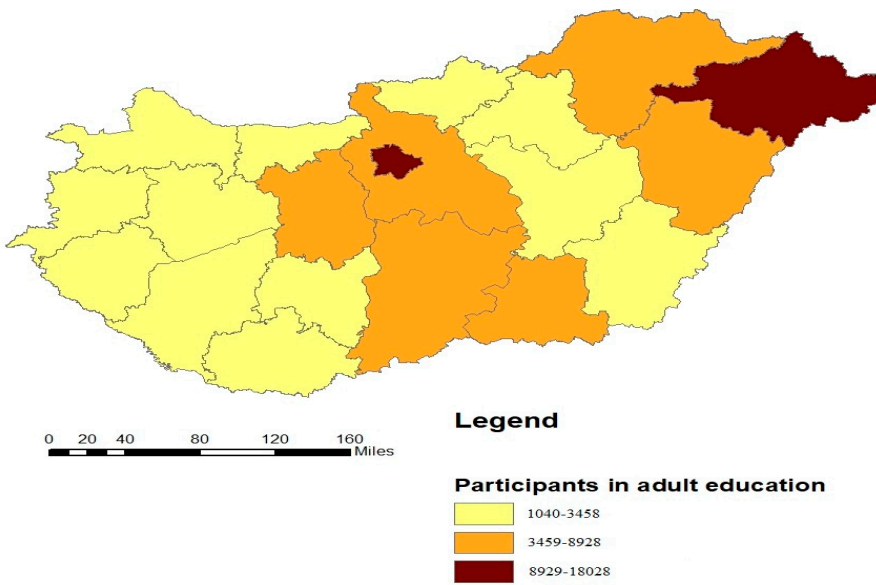 Legend
0 20 40 80 120 160
Miles
Participants in adult education
1040-3458
3459-8928
8929-18028